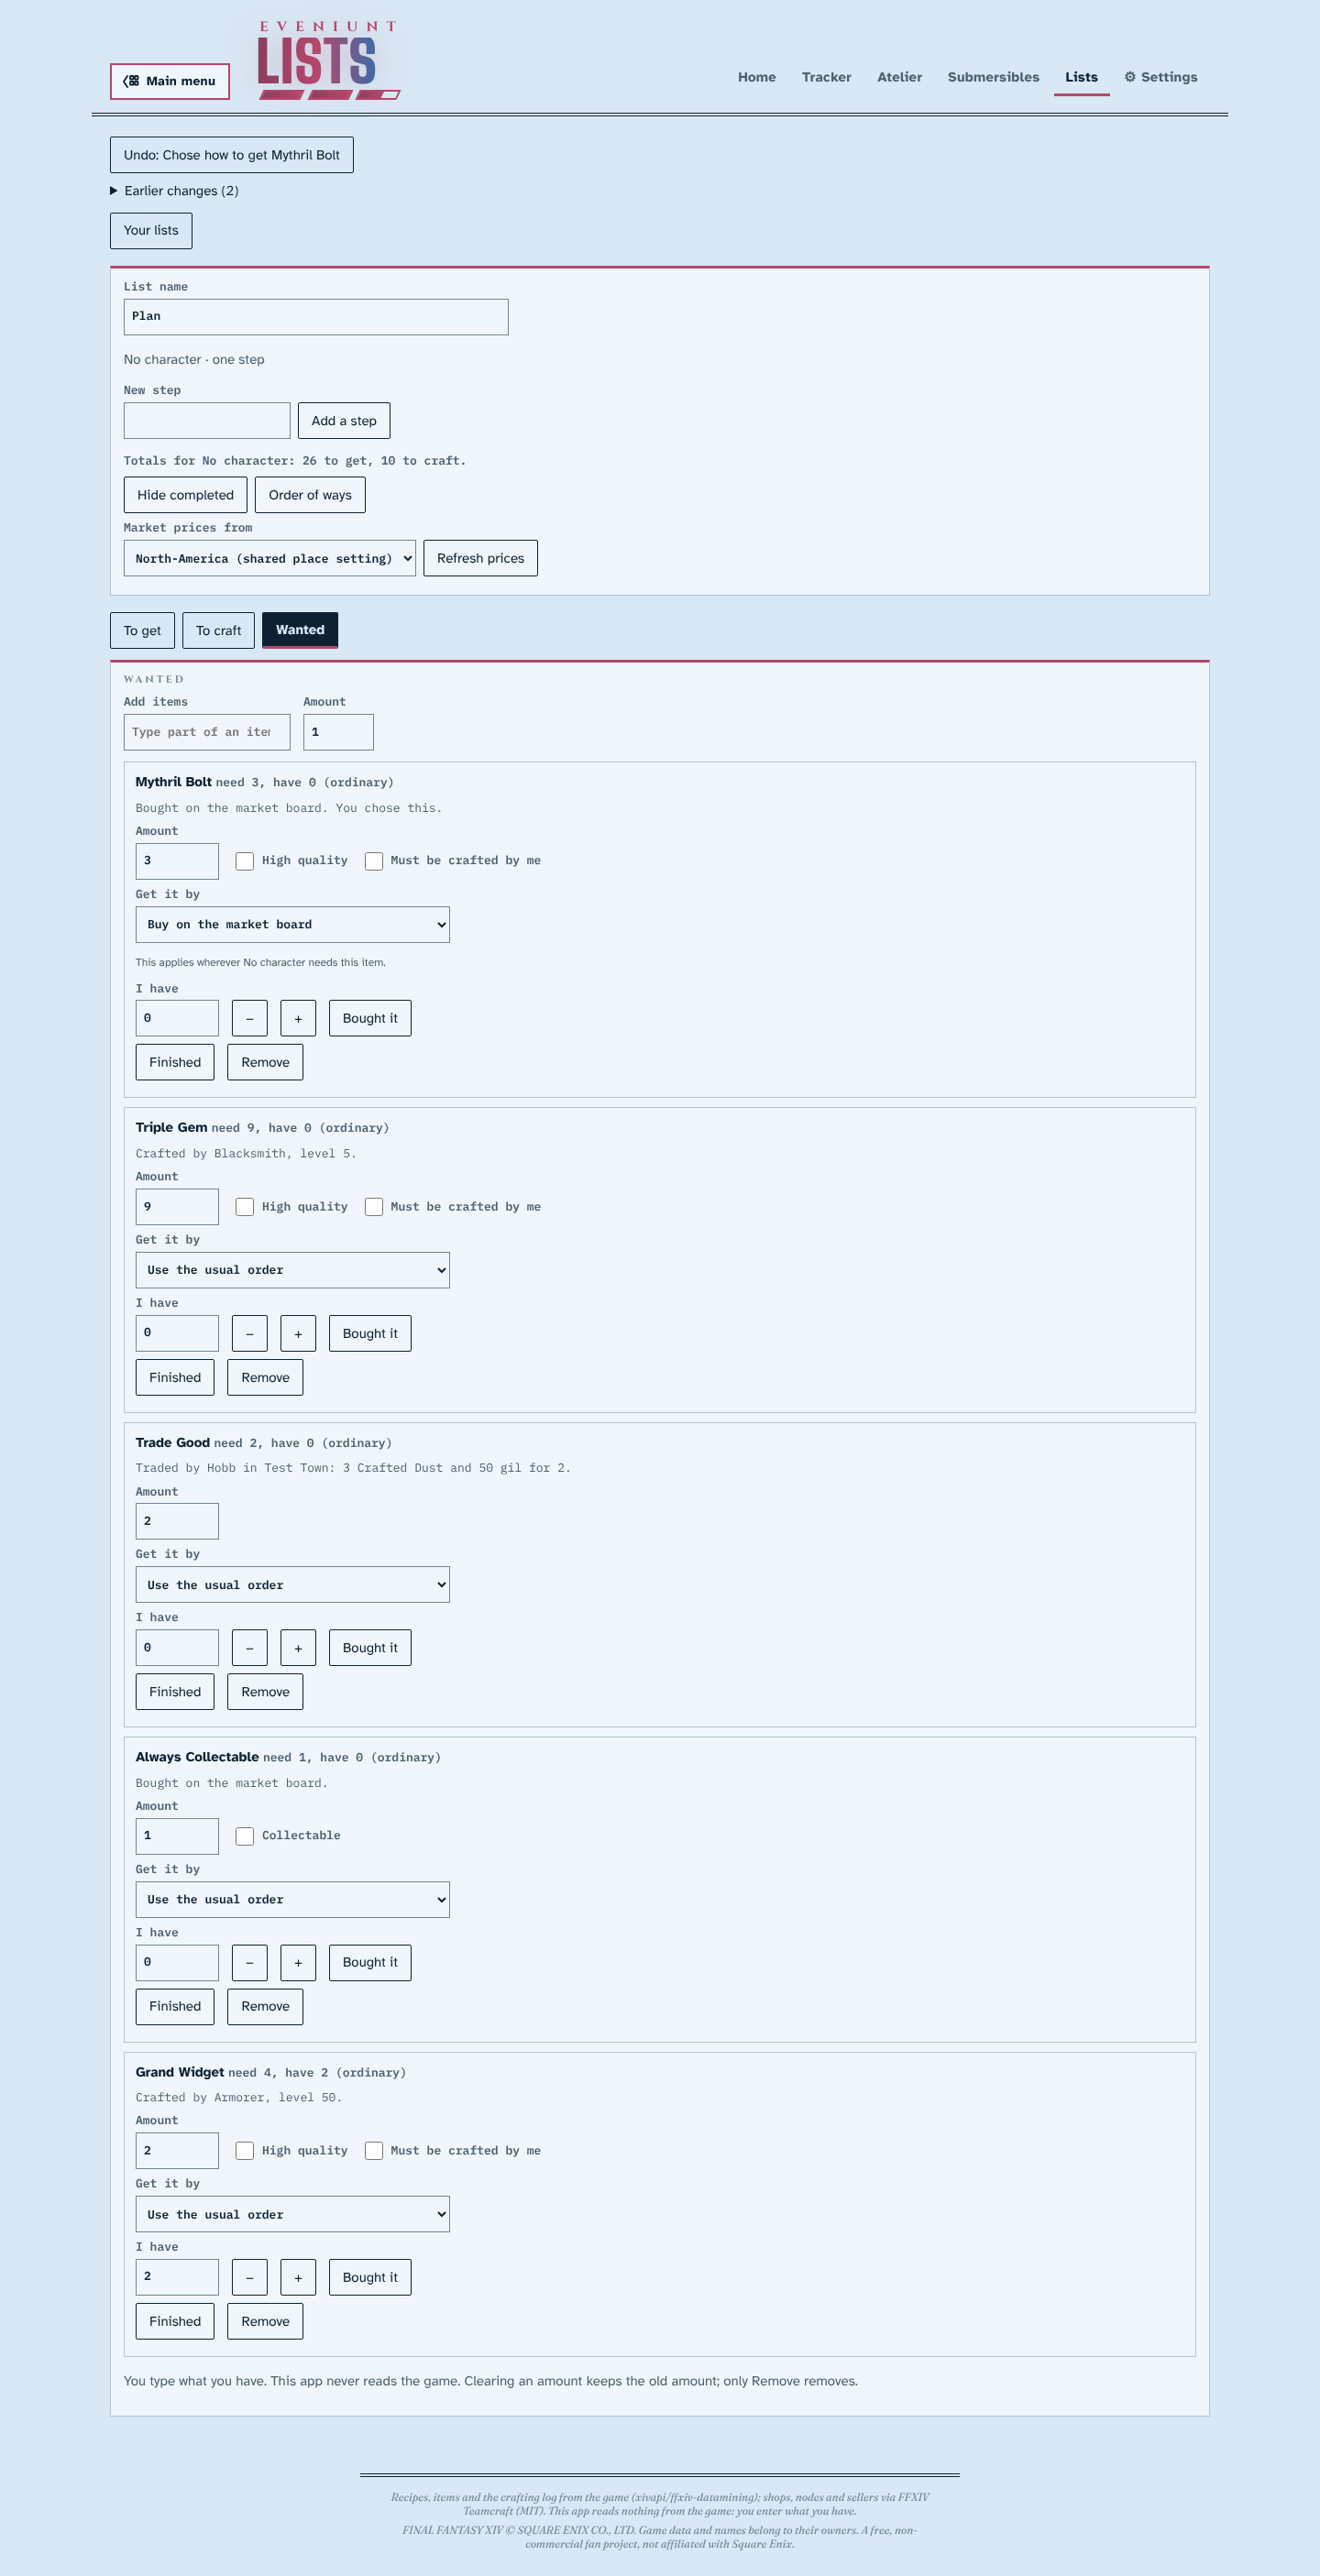 EVENIUNT
LISTS
Main menu
Home Tracker Atelier Submersibles Lists ⚙ Settings
Undo: Chose how to get Mythril Bolt
▶ Earlier changes (2)
Your lists
List name
Plan
No character · one step
New step
Add a step
Totals for No character: 26 to get, 10 to craft.
Hide completed Order of ways
Market prices from
North-America (shared place setting) Refresh prices
To get To craft Wanted
WANTED
Add items Amount
Type part of an iter 1
Mythril Bolt need 3, have 0 (ordinary)
Bought on the market board. You chose this.
Amount
3 High quality Must be crafted by me
Get it by
Buy on the market board
This applies wherever No character needs this item.
I have
0 – + Bought it
Finished Remove
Triple Gem need 9, have 0 (ordinary)
Crafted by Blacksmith, level 5.
Amount
9 High quality Must be crafted by me
Get it by
Use the usual order
I have
0 – + Bought it
Finished Remove
Trade Good need 2, have 0 (ordinary)
Traded by Hobb in Test Town: 3 Crafted Dust and 50 gil for 2.
Amount
2
Get it by
Use the usual order
I have
0 – + Bought it
Finished Remove
Always Collectable need 1, have 0 (ordinary)
Bought on the market board.
Amount
1 Collectable
Get it by
Use the usual order
I have
0 – + Bought it
Finished Remove
Grand Widget need 4, have 2 (ordinary)
Crafted by Armorer, level 50.
Amount
2 High quality Must be crafted by me
Get it by
Use the usual order
I have
2 – + Bought it
Finished Remove
You type what you have. This app never reads the game. Clearing an amount keeps the old amount; only Remove removes.
Recipes, items and the crafting log from the game (xivapi/ffxiv-datamining); shops, nodes and sellers via FFXIV
Teamcraft (MIT). This app reads nothing from the game: you enter what you have.
FINAL FANTASY XIV © SQUARE ENIX CO., LTD. Game data and names belong to their owners. A free, non-
commercial fan project, not affiliated with Square Enix.